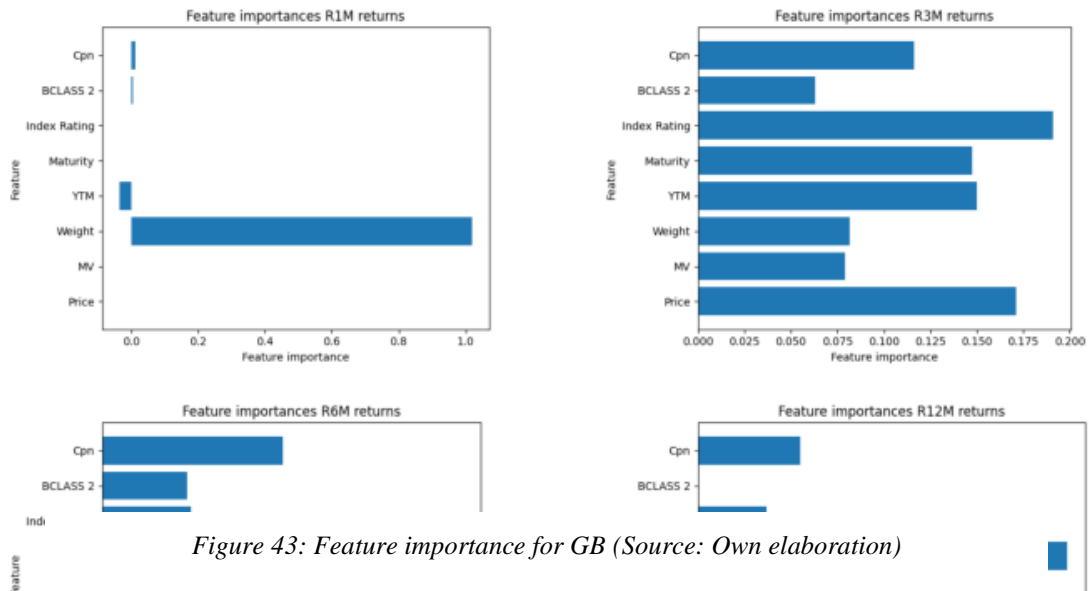 Feature importances R1M returns
Cpn
BCLASS 2
Index Rating
Maturity
YTM
Weight
MV
Price
Feature
0.0 0.2 0.4 0.6 0.8 1.0
Feature importance
Feature importances R3M returns
Cpn
BCLASS 2
Index Rating
Maturity
YTM
Weight
MV
Price
Feature
0.000 0.025 0.050 0.075 0.100 0.125 0.150 0.175 0.200
Feature importance
Feature importances R6M returns
Cpn
BCLASS 2
Feature importances R12M returns
Cpn
BCLASS 2
Figure 43: Feature importance for GB (Source: Own elaboration)